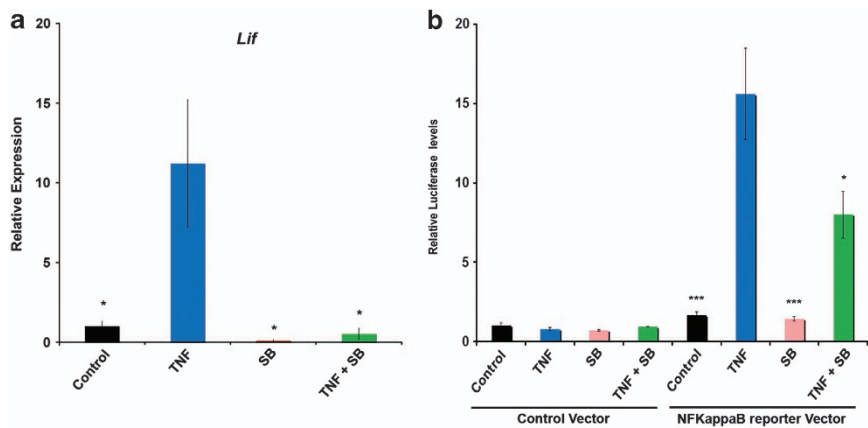 a
Lif
Relative Expression
20
15
10
5
0
*
*
*
Control
TNF
SB
TNF + SB
b
Relative Luciferase levels
20
15
10
5
0
***
***
*
Control
TNF
SB
TNF + SB
Control
TNF
SB
TNF + SB
Control Vector
NFKappaB reporter Vector